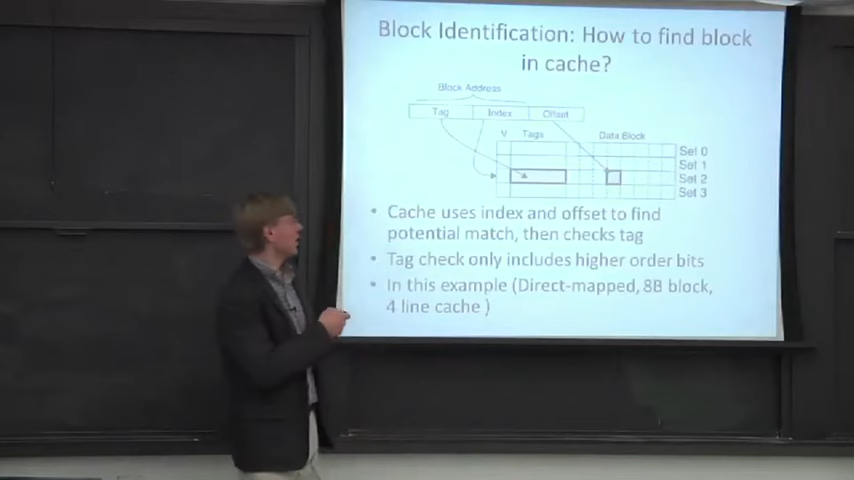 Block Identification: How to find block
in cache?
Block Address
Tag Index Offset
V Tags Data Block
Set 0
Set 1
Set 2
Set 3
• Cache uses index and offset to find
potential match, then checks tag
• Tag check only includes higher order bits
• In this example (Direct-mapped, 8B block,
4 line cache )